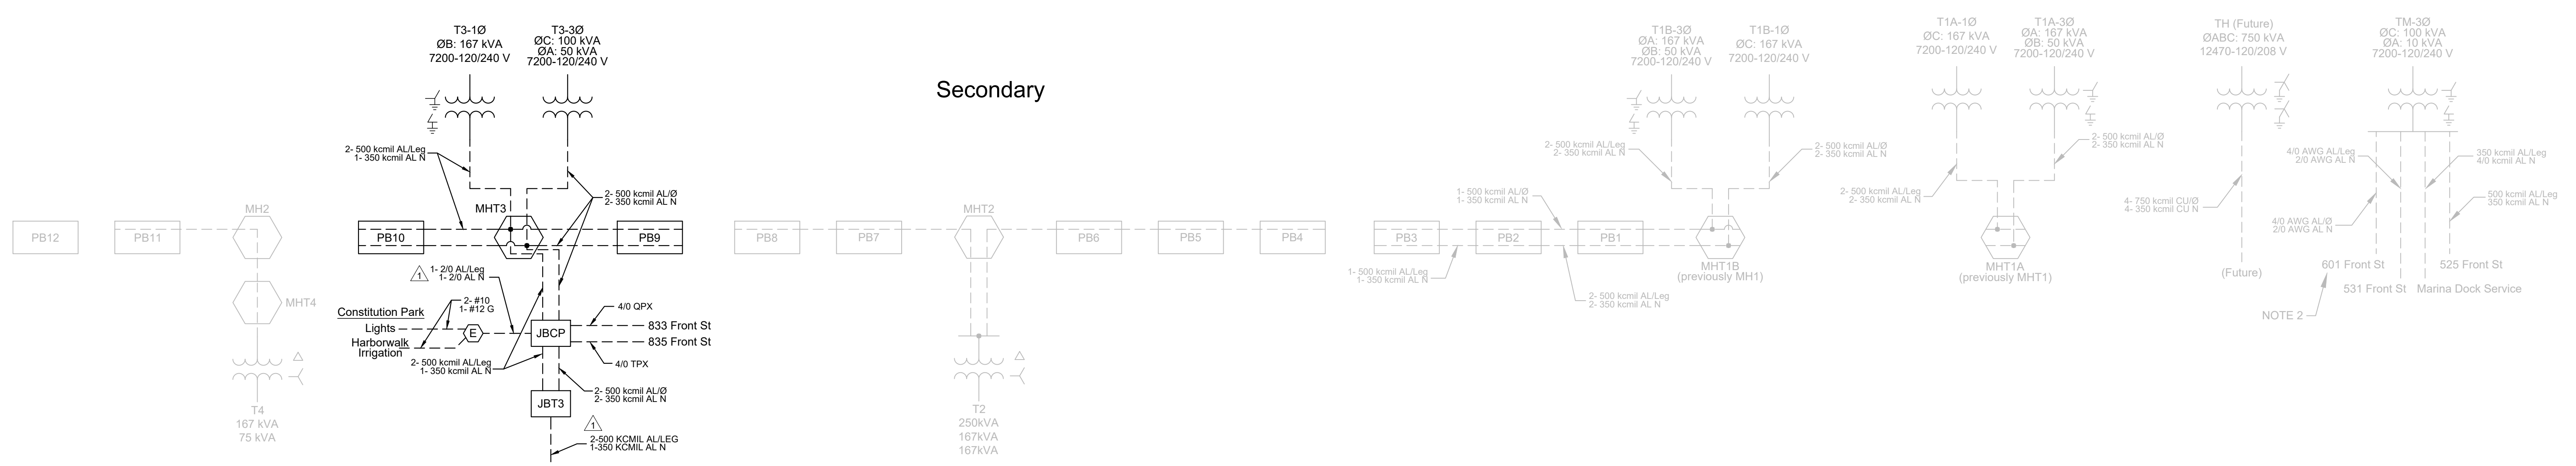 T3-1Ø
ØB: 167 kVA
7200-120/240 V
T3-3Ø
ØC: 100 kVA
ØA: 50 kVA
7200-120/240 V
Secondary
T1B-3Ø
ØA: 167 kVA
ØB: 50 kVA
7200-120/240 V
T1B-1Ø
ØC: 167 kVA
7200-120/240 V
T1A-1Ø
ØC: 167 kVA
7200-120/240 V
T1A-3Ø
ØA: 167 kVA
ØB: 50 kVA
7200-120/240 V
TH (Future)
ØABC: 750 kVA
12470-120/208 V
TM-3Ø
ØC: 100 kVA
ØA: 10 kVA
7200-120/240 V
2- 500 kcmil AL/Leg
1- 350 kcmil AL N
2- 500 kcmil AL/Ø
2- 350 kcmil AL N
2- 500 kcmil AL/Leg
2- 350 kcmil AL N
2- 500 kcmil AL/Ø
2- 350 kcmil AL N
1- 500 kcmil AL/Ø
1- 350 kcmil AL N
2- 500 kcmil AL/Leg
2- 350 kcmil AL N
2- 500 kcmil AL/Ø
2- 350 kcmil AL N
4- 750 kcmil CU/Ø
4- 350 kcmil CU N
4/0 AWG AL/Leg
2/0 AWG AL N
350 kcmil AL/Leg
4/0 kcmil AL N
500 kcmil AL/Leg
350 kcmil AL N
4/0 AWG AL/Ø
2/0 AWG AL N
PB12
PB11
MH2
PB10
MHT3
PB9
PB8
PB7
MHT2
PB6
PB5
PB4
PB3
PB2
PB1
MHT1B
(previously MH1)
MHT1A
(previously MHT1)
(Future)
601 Front St
525 Front St
531 Front St
Marina Dock Service
NOTE 2
1- 500 kcmil AL/Leg
1- 350 kcmil AL N
2- 500 kcmil AL/Leg
2- 350 kcmil AL N
MHT4
1
1- 2/0 AL/Leg
1- 2/0 AL N
2- #10
1- #12 G
Constitution Park
Lights
Harborwalk
Irrigation
E
JBCP
4/0 QPX
833 Front St
835 Front St
4/0 TPX
2- 500 kcmil AL/Leg
1- 350 kcmil AL N
2- 500 kcmil AL/Ø
2- 350 kcmil AL N
JBT3
1
2-500 KCMIL AL/LEG
1-350 KCMIL AL N
T4
167 kVA
75 kVA
T2
250kVA
167kVA
167kVA